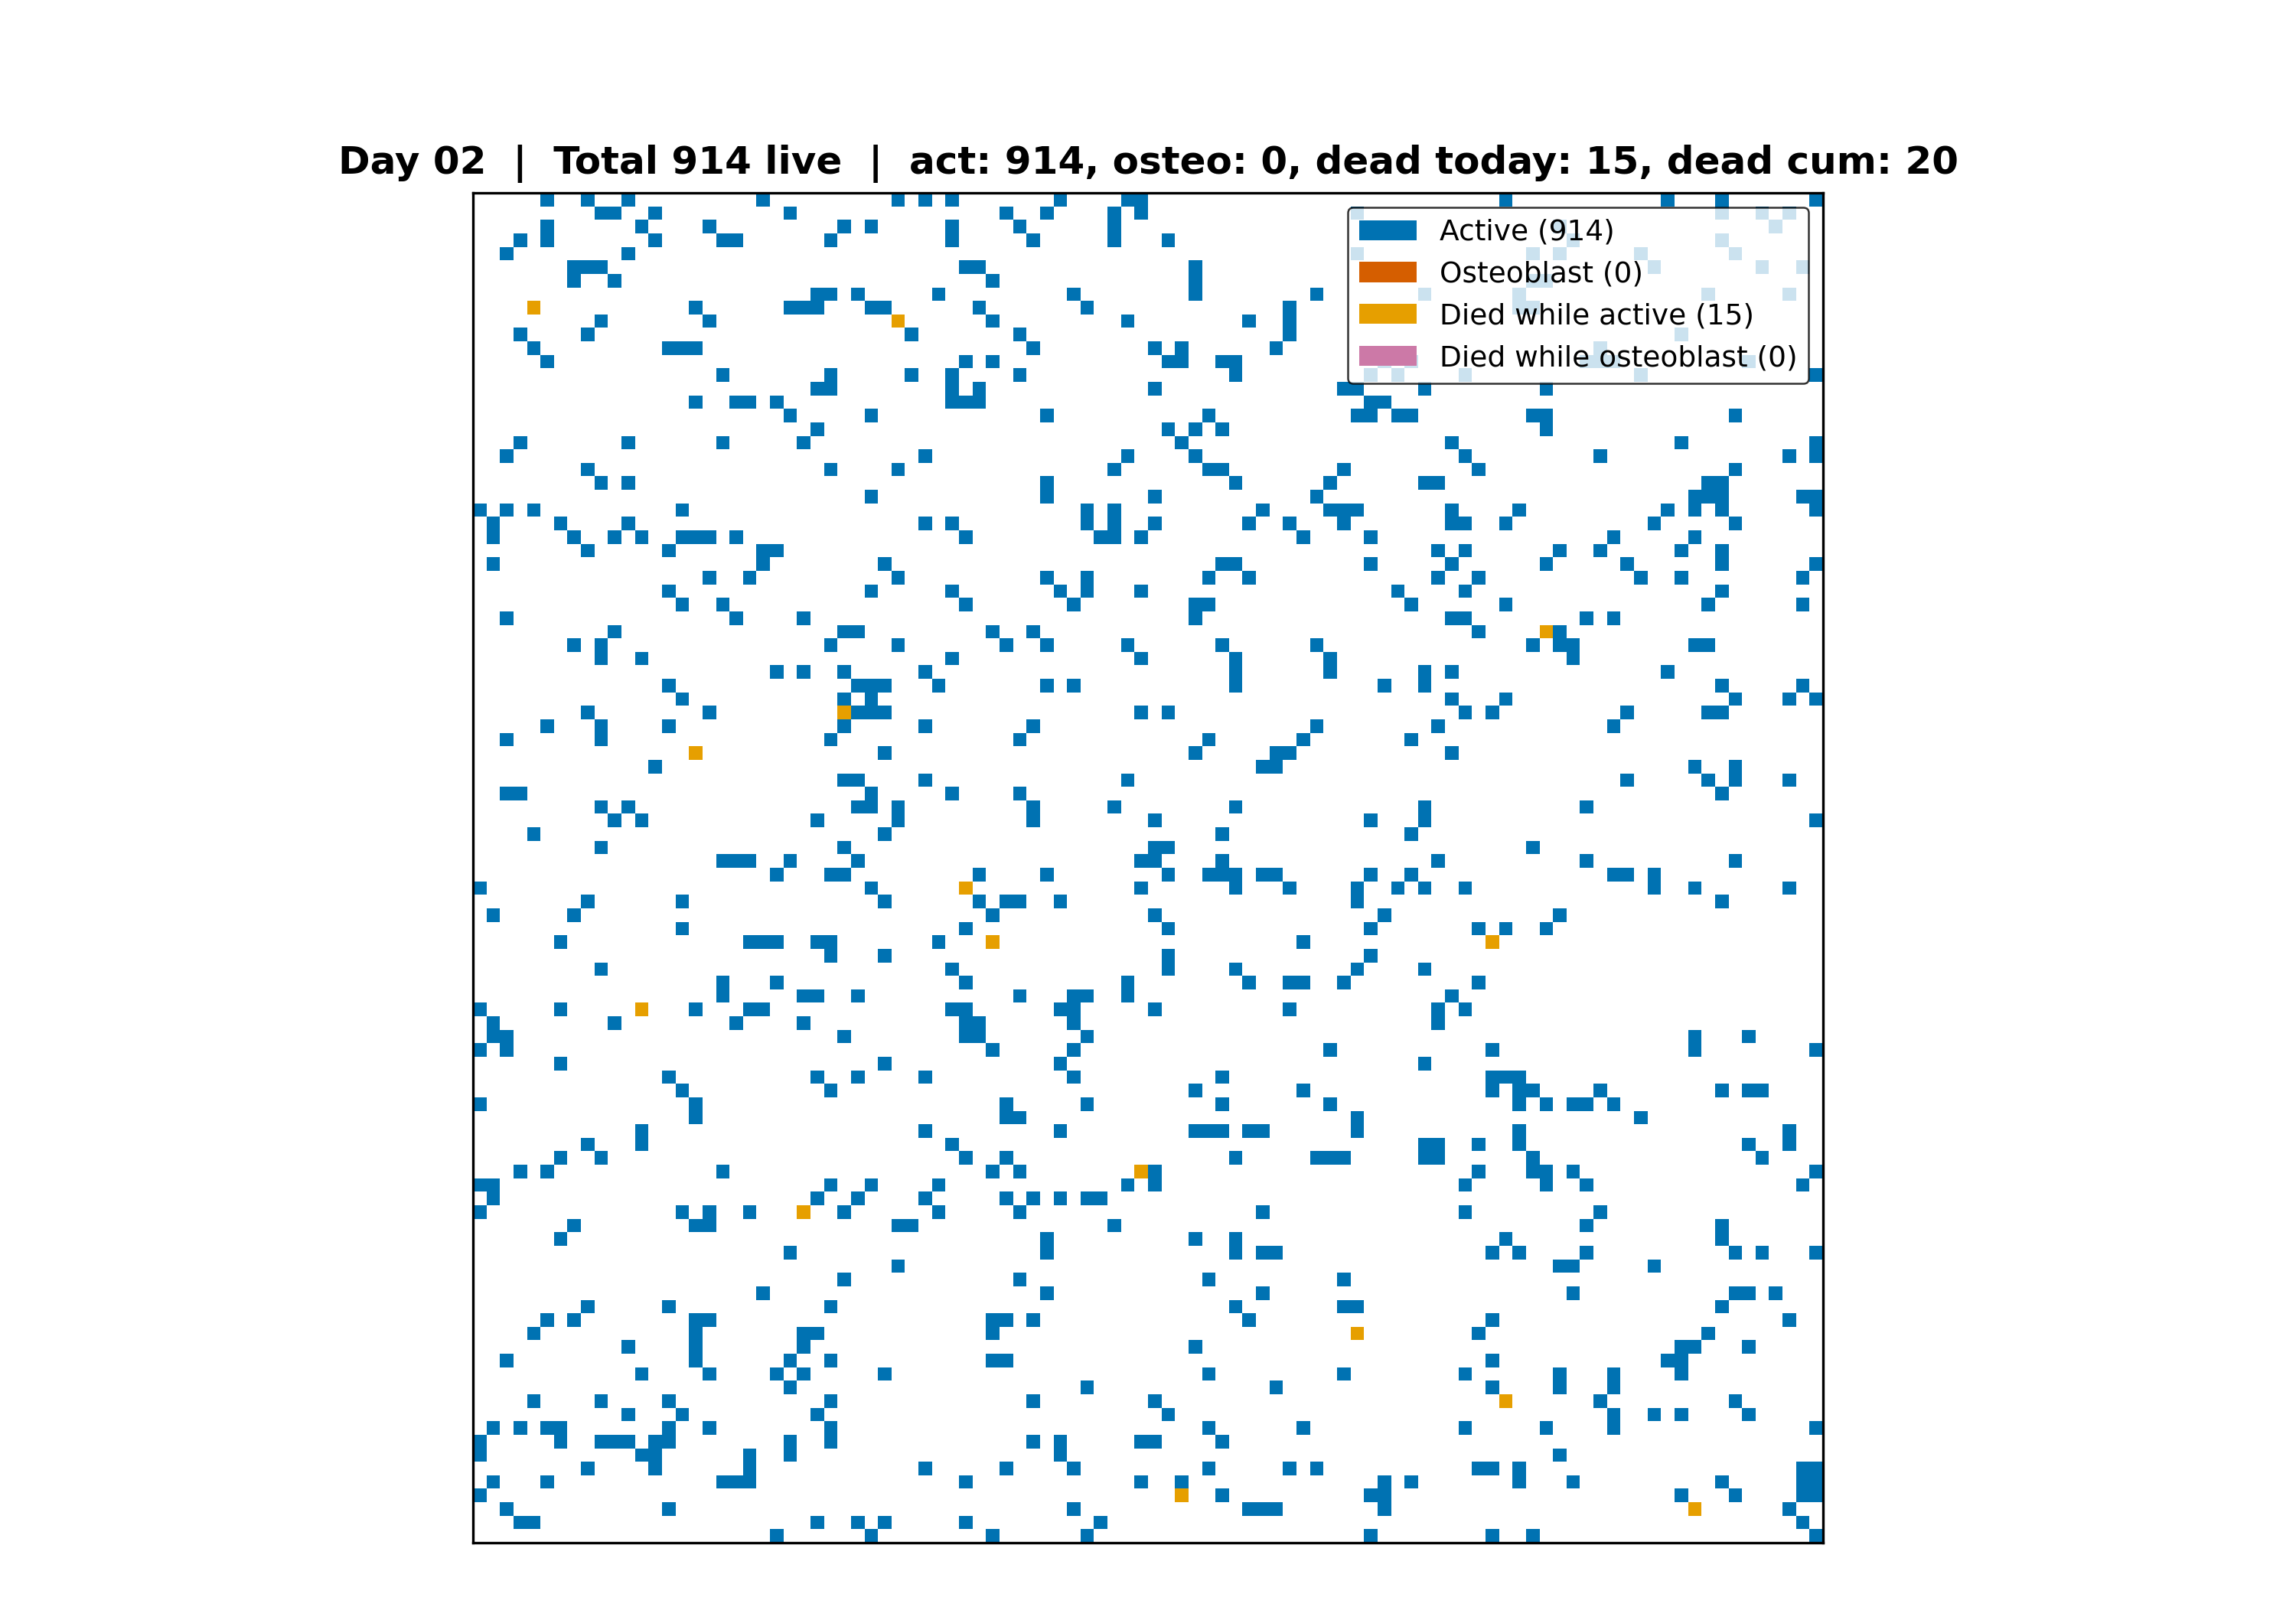 Day 02 | Total 914 live | act: 914, osteo: 0, dead today: 15, dead cum: 20
Active (914)
Osteoblast (0)
Died while active (15)
Died while osteoblast (0)